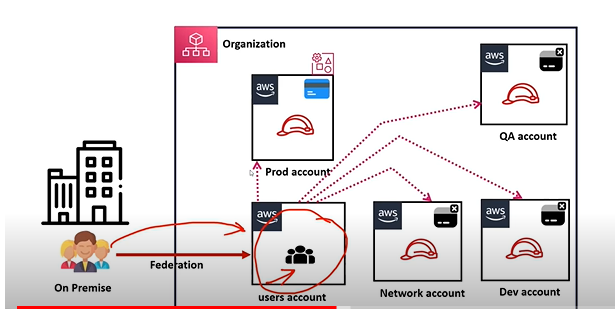 Organization
aws
aws
QA account
Prod account
aws
aws
aws
On Premise
Federation
users account
Network account
Dev account